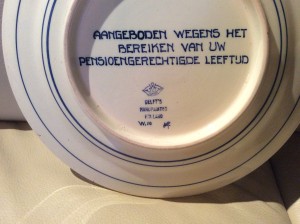 AANGEBODEN WEGENS HET
BEREIKEN VAN UW
PENSIOENGERECHTIGDE LEEFTIJD
DELFTS